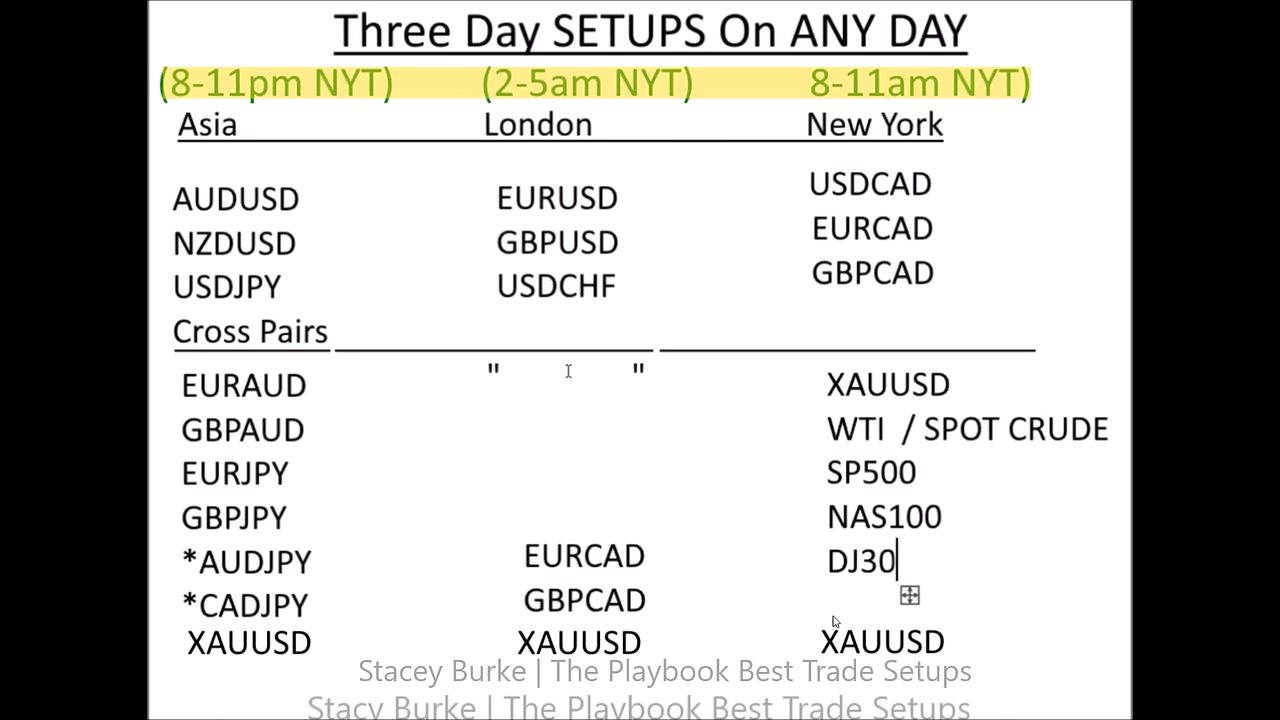 Three Day SETUPS On ANY DAY
(8-11pm NYT) (2-5am NYT) 8-11am NYT)
Asia London New York
AUDUSD EURUSD USDCAD
NZDUSD GBPUSD EURCAD
USDJPY USDCHF GBPCAD
Cross Pairs
EURAUD " " XAUUSD
GBPAUD WTI / SPOT CRUDE
EURJPY SP500
GBPJPY NAS100
*AUDJPY EURCAD DJ30
*CADJPY GBPCAD
XAUUSD XAUUSD XAUUSD
Stacey Burke | The Playbook Best Trade Setups
Stacy Burke | The Playbook Best Trade Setups